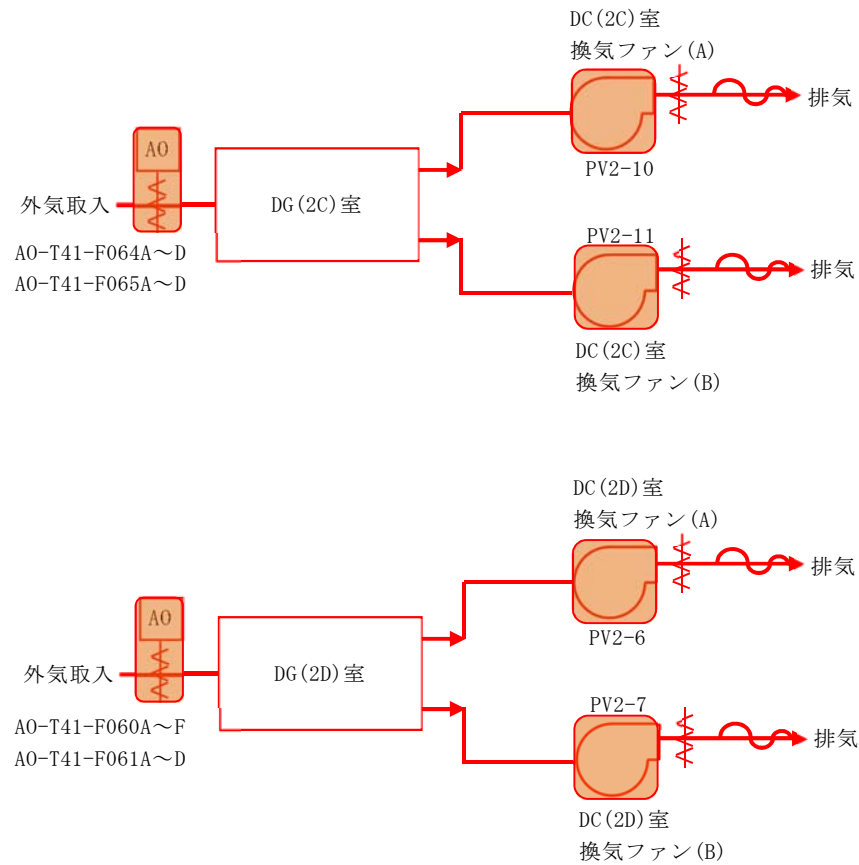 DC(2C)室
換気ファン(A)
排気
PV2-10
AO
外気取入
DG(2C)室
AO-T41-F064A～D
AO-T41-F065A～D
PV2-11
排気
DC(2C)室
換気ファン(B)
DC(2D)室
換気ファン(A)
排気
PV2-6
AO
外気取入
DG(2D)室
AO-T41-F060A～F
AO-T41-F061A～D
PV2-7
排気
DC(2D)室
換気ファン(B)